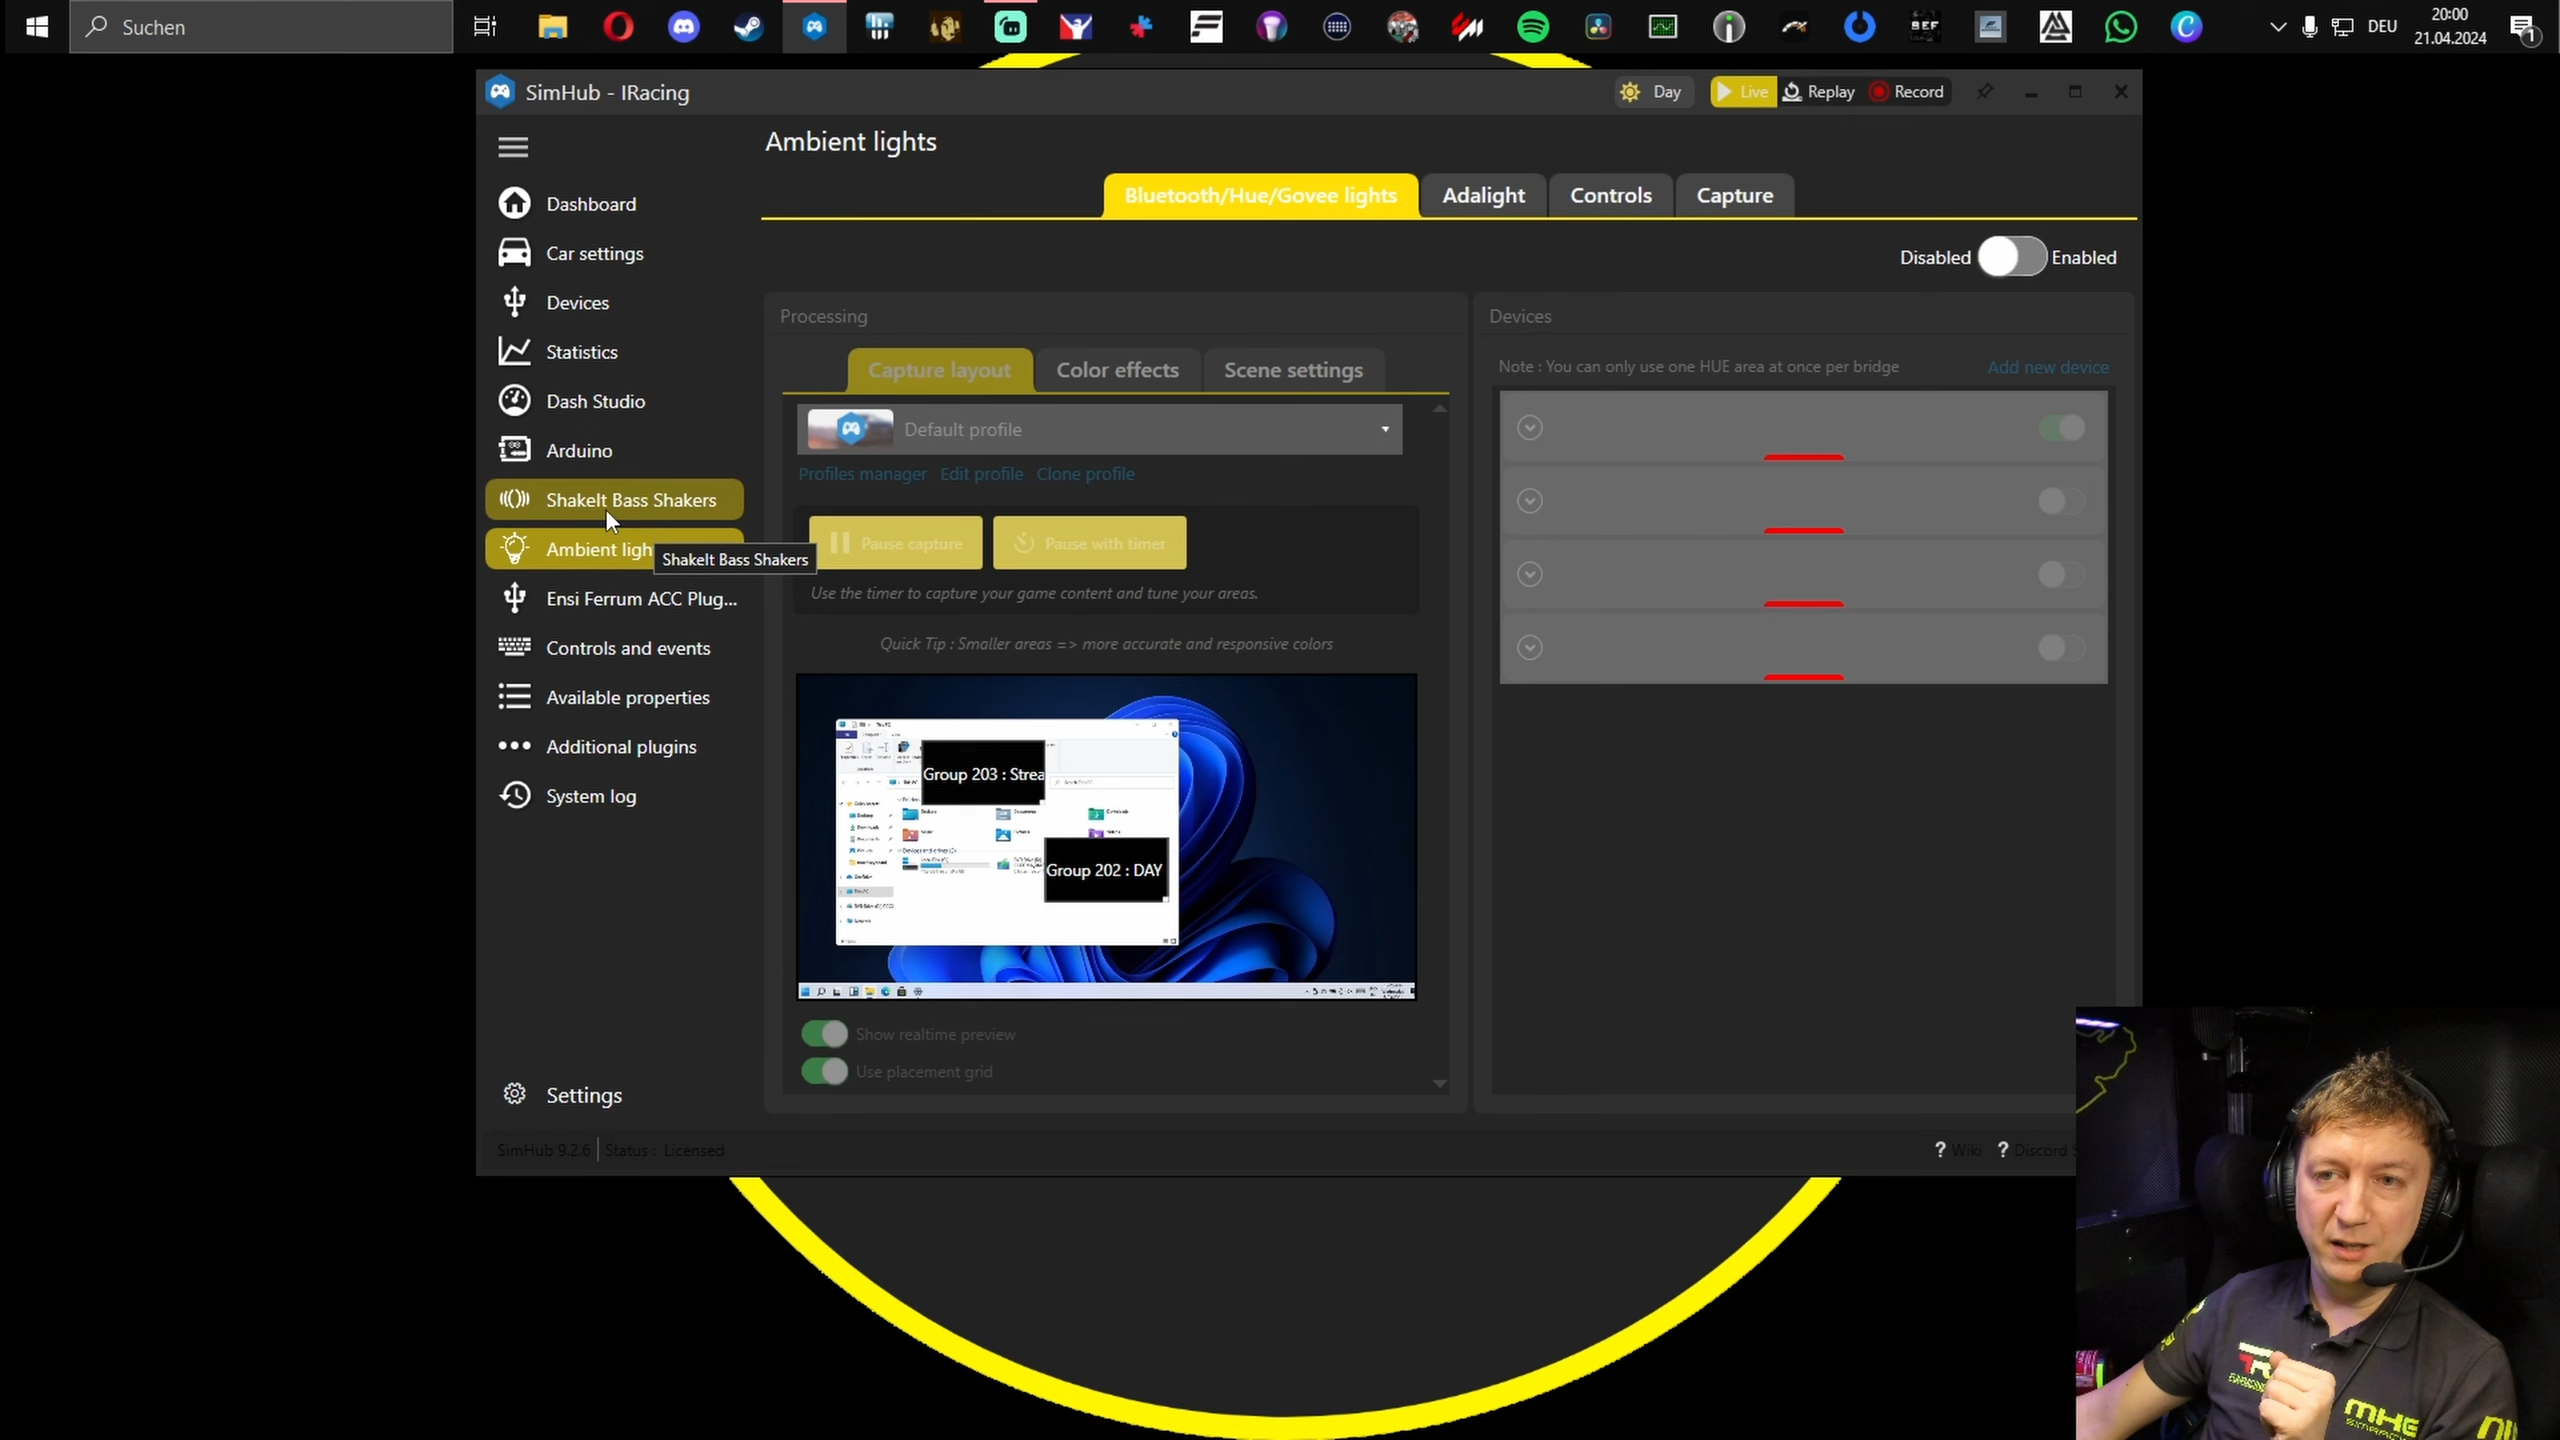 Suchen
DEU
20:00
21.04.2024
1
SimHub - IRacing
Day
Live
Replay
Record
Ambient lights
Bluetooth/Hue/Govee lights
Adalight
Controls
Capture
Disabled
Enabled
Dashboard
Car settings
Devices
Statistics
Dash Studio
Arduino
ShakeIt Bass Shakers
Ambient ligh
ShakeIt Bass Shakers
Ensi Ferrum ACC Plug...
Controls and events
Available properties
Additional plugins
System log
Settings
Processing
Capture layout
Color effects
Scene settings
Default profile
Profiles manager
Edit profile
Clone profile
Pause capture
Pause with timer
Use the timer to capture your game content and tune your areas.
Quick Tip : Smaller areas => more accurate and responsive colors
Group 203 : Strea
Group 202 : DAY
Show realtime preview
Use placement grid
Devices
Note : You can only use one HUE area at once per bridge
Add new device
SimHub 9.2.6
Status : Licensed
? Wiki
? Discord
MHE